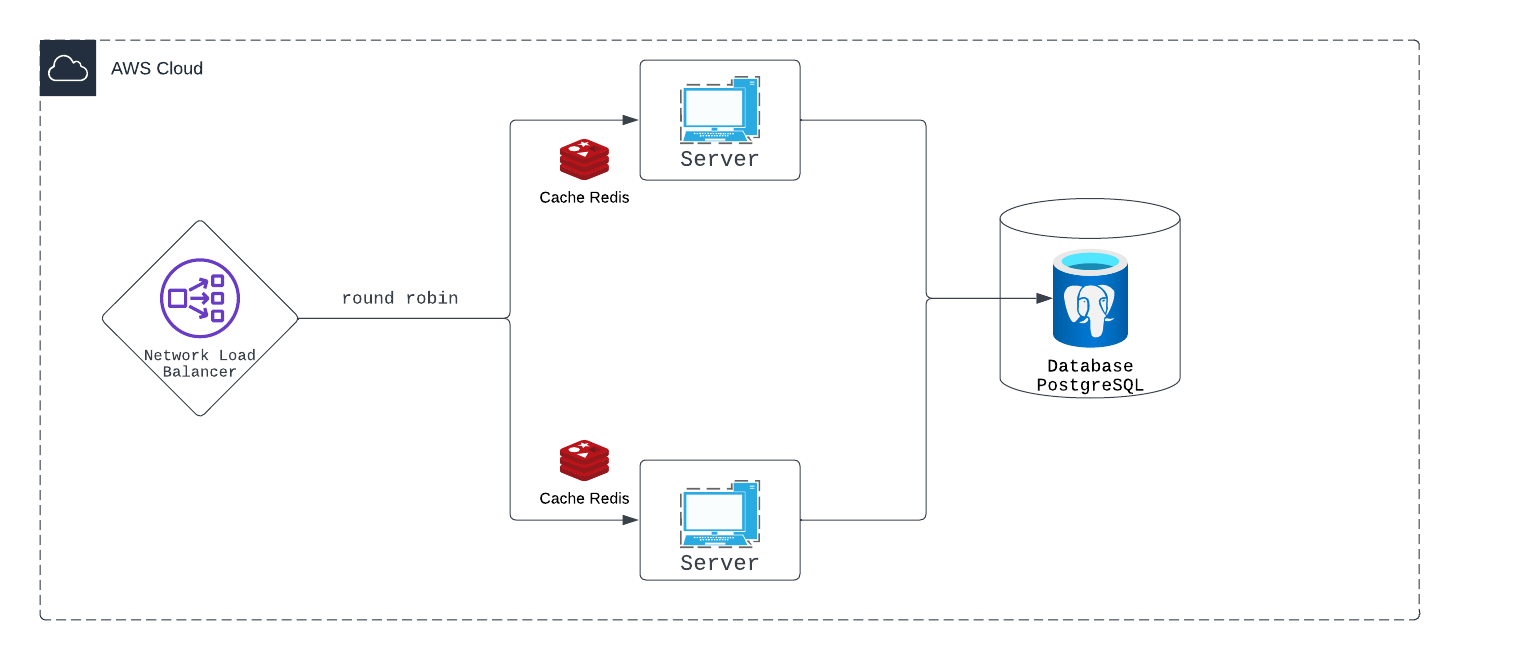 AWS Cloud
Server
Cache Redis
round robin
Network Load
Balancer
Database
PostgreSQL
Cache Redis
Server